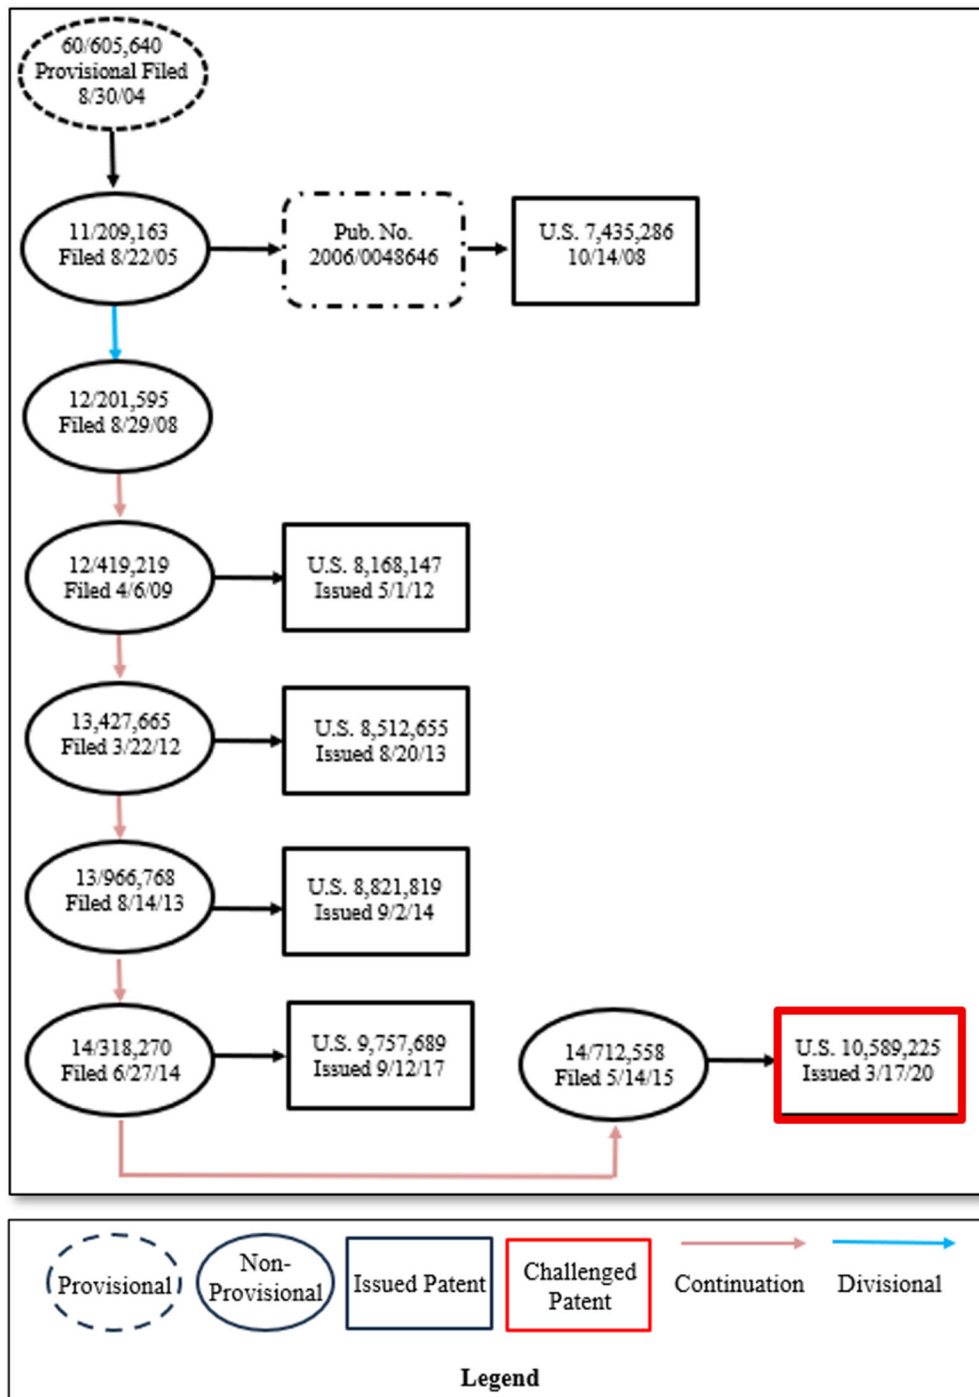 60/605,640
Provisional Filed
8/30/04
11/209,163
Filed 8/22/05
Pub. No.
2006/0048646
U.S. 7,435,286
10/14/08
12/201,595
Filed 8/29/08
12/419,219
Filed 4/6/09
U.S. 8,168,147
Issued 5/1/12
13,427,665
Filed 3/22/12
U.S. 8,512,655
Issued 8/20/13
13/966,768
Filed 8/14/13
U.S. 8,821,819
Issued 9/2/14
14/318,270
Filed 6/27/14
U.S. 9,757,689
Issued 9/12/17
14/712,558
Filed 5/14/15
U.S. 10,589,225
Issued 3/17/20
Provisional
Non-
Provisional
Issued Patent
Challenged
Patent
Continuation
Divisional
Legend